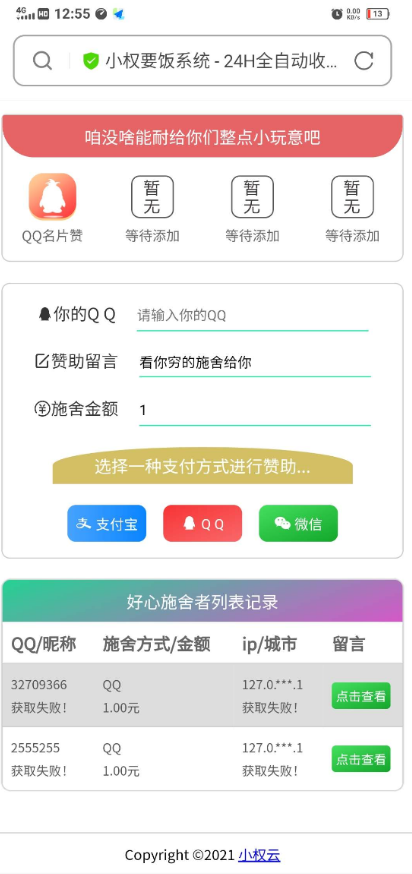 4G HD 12:55 0.00 KB/s 13
小权要饭系统 - 24H全自动收...
咱没啥能耐给你们整点小玩意吧
暂无 暂无 暂无
QQ名片赞 等待添加 等待添加 等待添加
你的Q Q 请输入你的QQ
赞助留言 看你穷的施舍给你
施舍金额 1
选择一种支付方式进行赞助...
支付宝 Q Q 微信
好心施舍者列表记录
QQ/昵称 施舍方式/金额 ip/城市 留言
32709366 QQ 127.0.***.1
获取失败! 1.00元 获取失败! 点击查看
2555255 QQ 127.0.***.1
获取失败! 1.00元 获取失败! 点击查看
Copyright ©2021 小权云